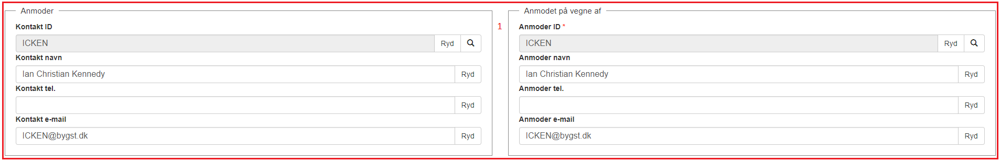 Anmoder
Kontakt ID
ICKEN Ryd
Kontakt navn
Ian Christian Kennedy Ryd
Kontakt tel.
Ryd
Kontakt e-mail
ICKEN@bygst.dk Ryd
1
Anmodet på vegne af
Anmoder ID *
ICKEN Ryd
Anmoder navn
Ian Christian Kennedy Ryd
Anmoder tel.
Ryd
Anmoder e-mail
ICKEN@bygst.dk Ryd